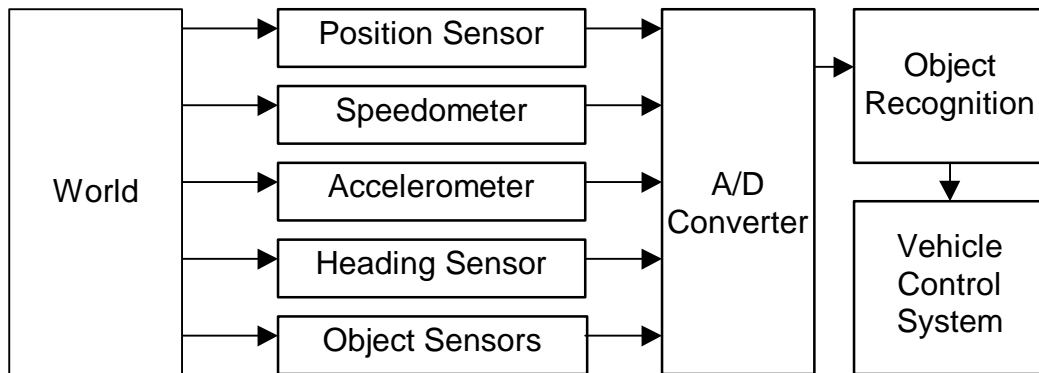 World
Position Sensor
Speedometer
Accelerometer
Heading Sensor
Object Sensors
A/D
Converter
Object
Recognition
Vehicle
Control
System